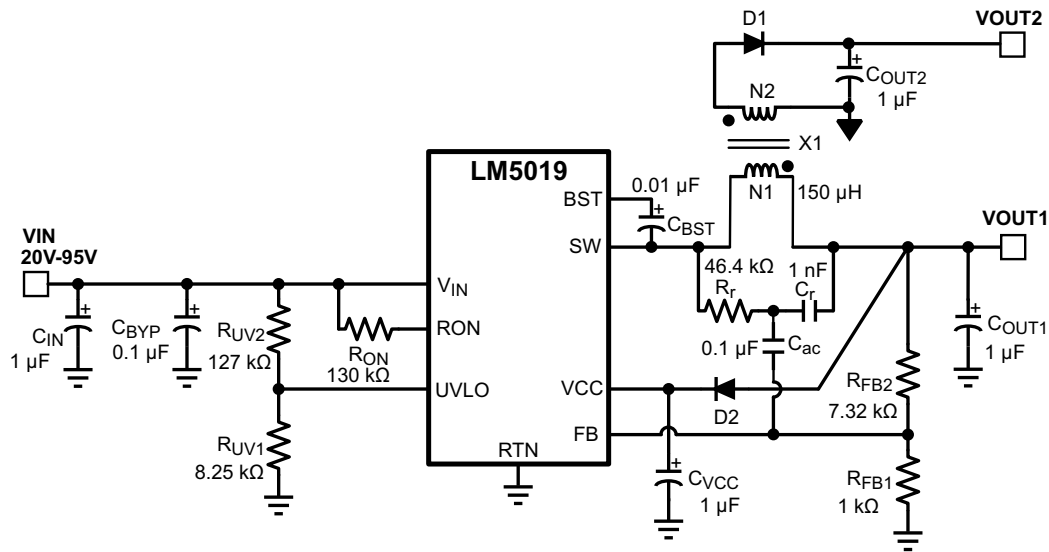 D1
VOUT2
+
COUT2
1 µF
N2
X1
LM5019
BST
0.01 µF
+
CBST
N1
150 µH
VOUT1
SW
VIN
20V-95V
46.4 kΩ
Rr
1 nF
Cr
VIN
+
CIN
1 µF
+
CBYP
0.1 µF
RUV2
127 kΩ
RON
RON
130 kΩ
0.1 µF
Cac
+
COUT1
1 µF
UVLO
VCC
D2
RFB2
7.32 kΩ
FB
RUV1
8.25 kΩ
RTN
+
CVCC
1 µF
RFB1
1 kΩ